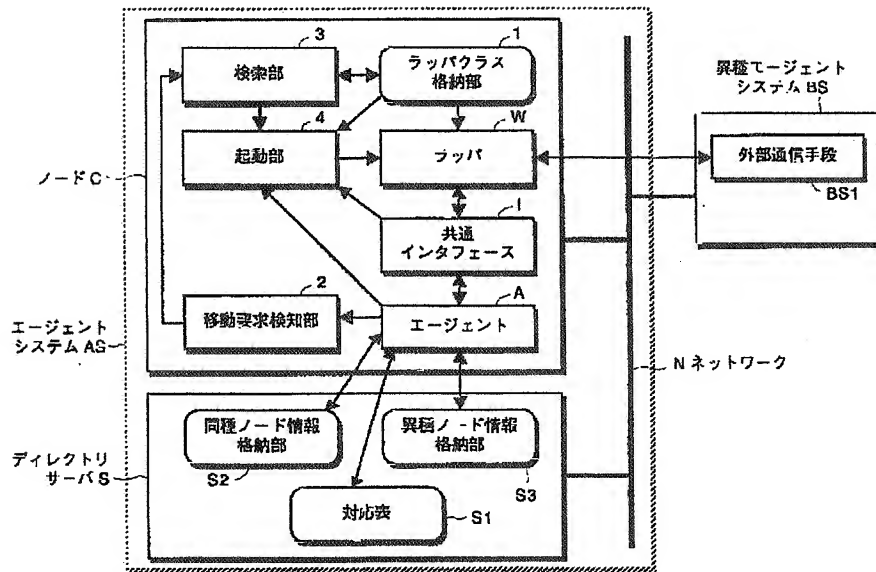 3
検索部
1
ラッパクラス
格納部
4
起動部
W
ラッパ
I
共通
インタフェース
2
移動要求検知部
A
エージェント
ノードC
エージェント
システムAS
異種エージェント
システムBS
外部通信手段
BS1
Nネットワーク
同種ノード情報
格納部
S2
異種ノード情報
格納部
S3
ディレクトリ
サーバS
対応表
S1